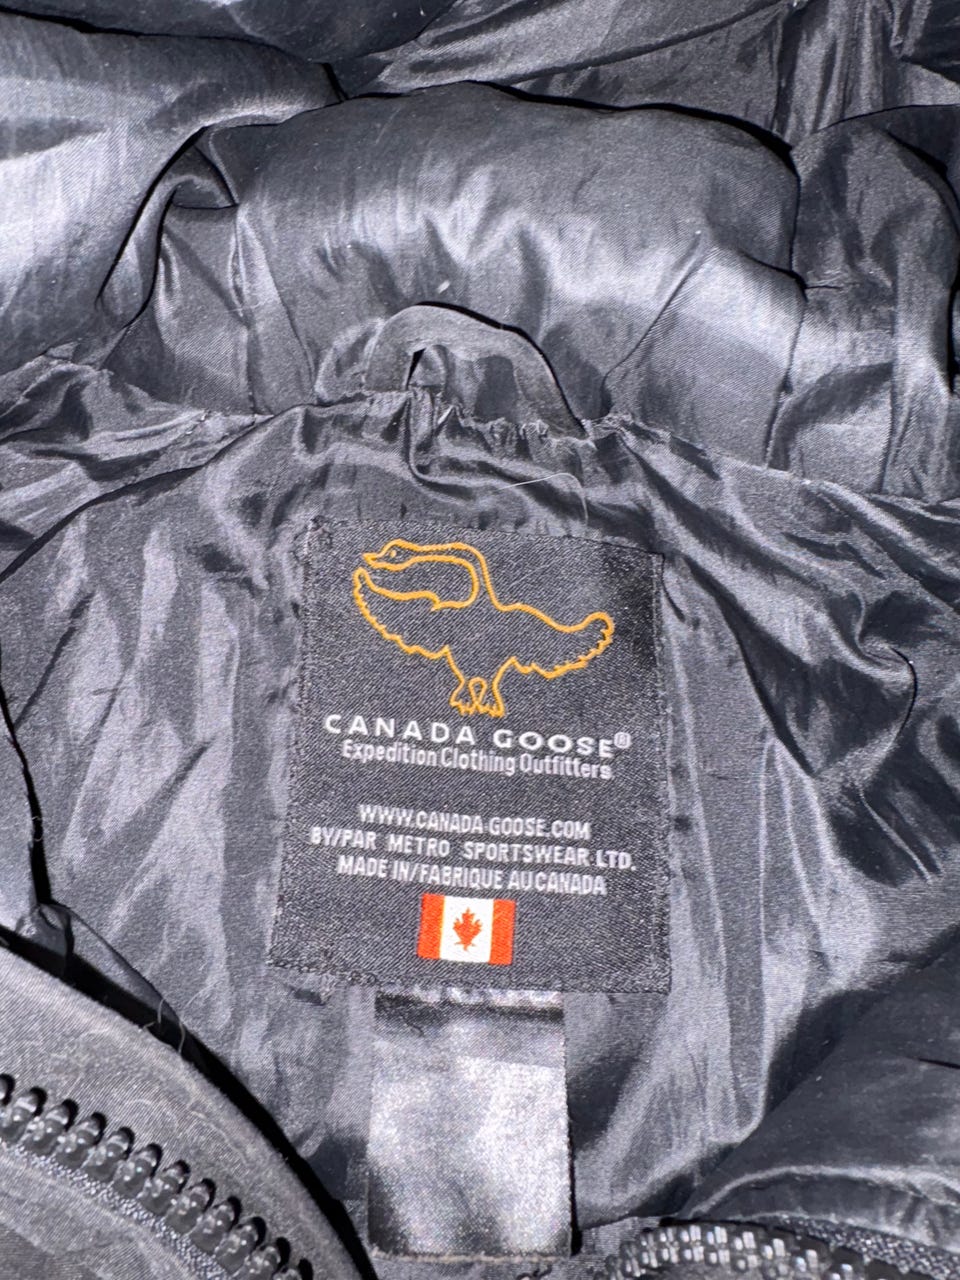 CANADA GOOSE®
Expedition Clothing Outfitters
WWW.CANADA-GOOSE.COM
BY/PAR METRO SPORTSWEAR LTD.
MADE IN/FABRIQUE AU CANADA